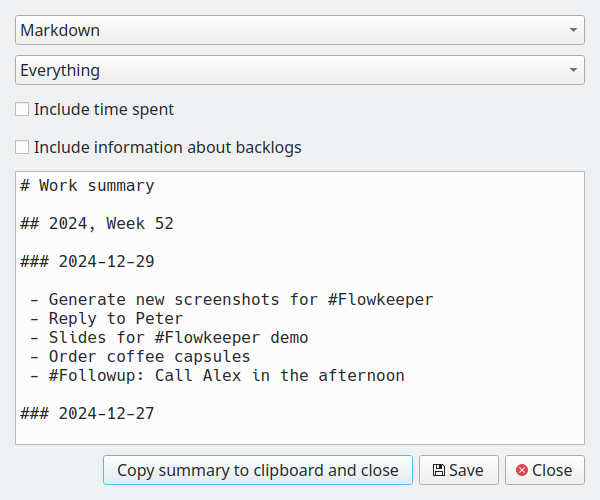 Markdown
Everything
Include time spent
Include information about backlogs
# Work summary
## 2024, Week 52
### 2024-12-29
- Generate new screenshots for #Flowkeeper
- Reply to Peter
- Slides for #Flowkeeper demo
- Order coffee capsules
- #Followup: Call Alex in the afternoon
### 2024-12-27
Copy summary to clipboard and close Save Close